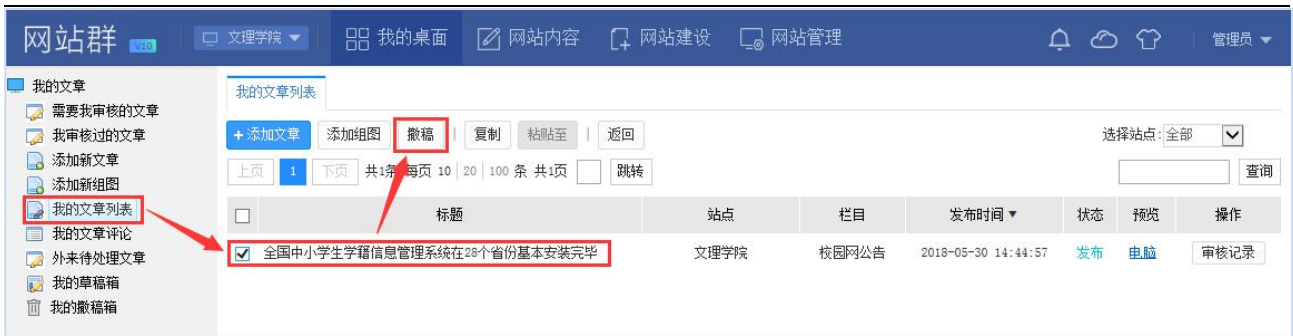 网站群 V10 文理学院 我的桌面 网站内容 网站建设 网站管理 管理员
我的文章
需要我审核的文章
我审核过的文章
添加新文章
添加新组图
我的文章列表
我的文章评论
外来待处理文章
我的草稿箱
我的撤稿箱
我的文章列表
+添加文章 添加组图 撤稿 | 复制 粘贴至 | 返回 选择站点:全部
上页 1 下页 共1条 每页 10 | 20 | 100 条 共1页 跳转 查询
标题 站点 栏目 发布时间▼ 状态 预览 操作
全国中小学生学籍信息管理系统在28个省份基本安装完毕 文理学院 校园网公告 2018-05-30 14:44:57 发布 电脑 审核记录